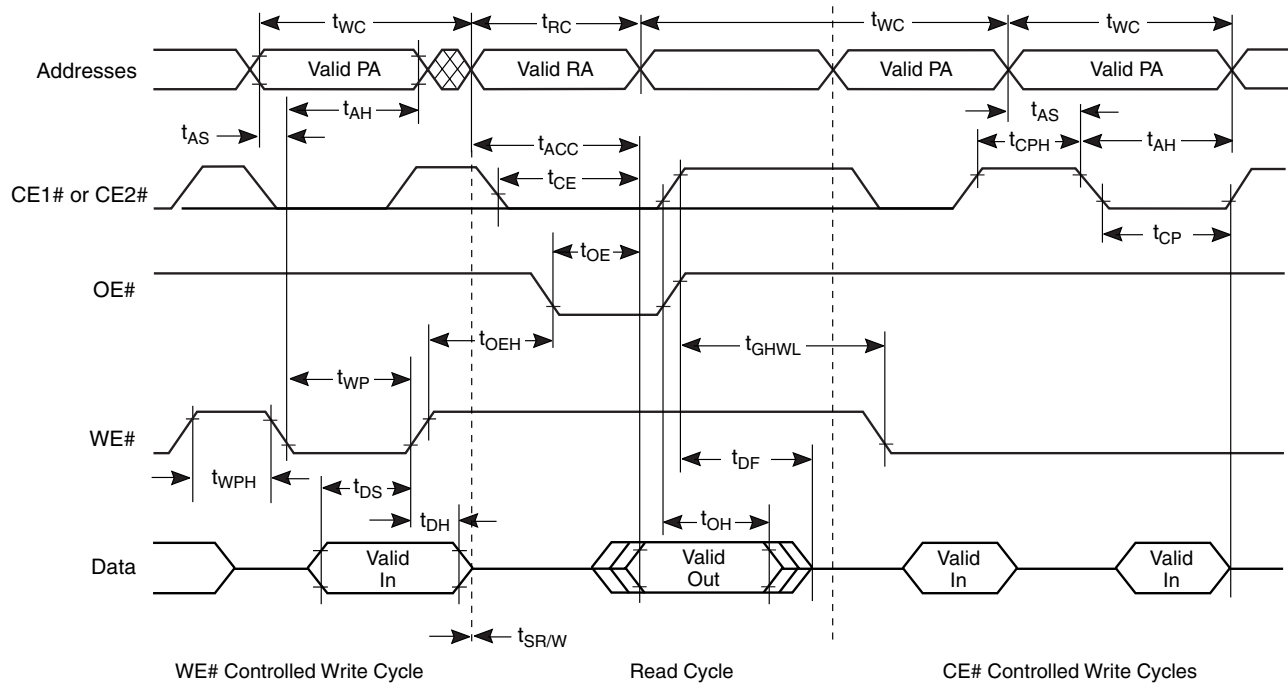 tWC tRC tWC tWC
Addresses Valid PA Valid RA Valid PA Valid PA
tAH tAS
tAS tACC tCPH tAH
tCE
CE1# or CE2#
tOE tCP
OE#
tOEH tGHWL
tWP
WE#
tWPH tDS tDF
tDH tOH
Data Valid In Valid Out Valid In Valid In
tSR/W
WE# Controlled Write Cycle Read Cycle CE# Controlled Write Cycles